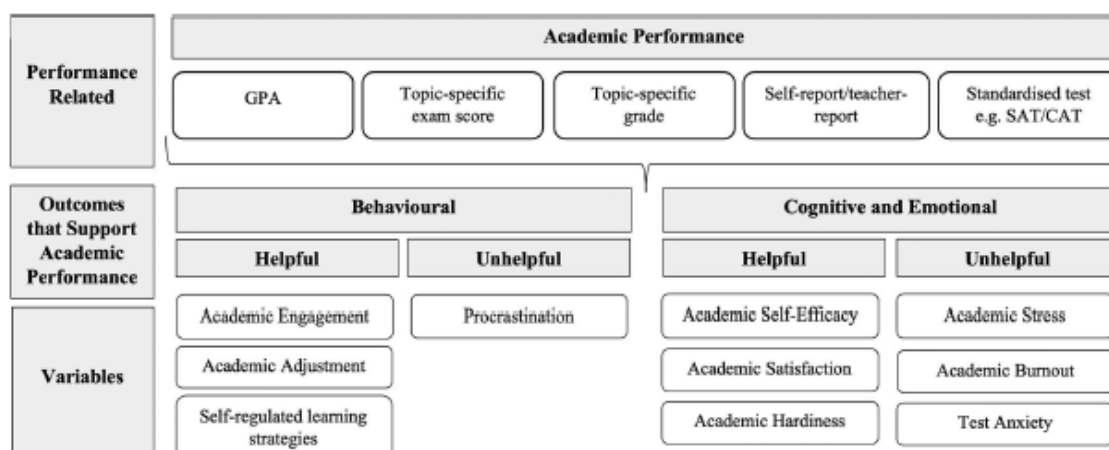 Academic Performance
Performance
Related
GPA
Topic-specific
exam score
Topic-specific
grade
Self-report/teacher-
report
Standardised test
e.g. SAT/CAT
Outcomes
that Support
Academic
Performance
Behavioural
Cognitive and Emotional
Helpful
Unhelpful
Helpful
Unhelpful
Variables
Academic Engagement
Procrastination
Academic Self-Efficacy
Academic Stress
Academic Adjustment
Academic Satisfaction
Academic Burnout
Self-regulated learning
strategies
Academic Hardiness
Test Anxiety